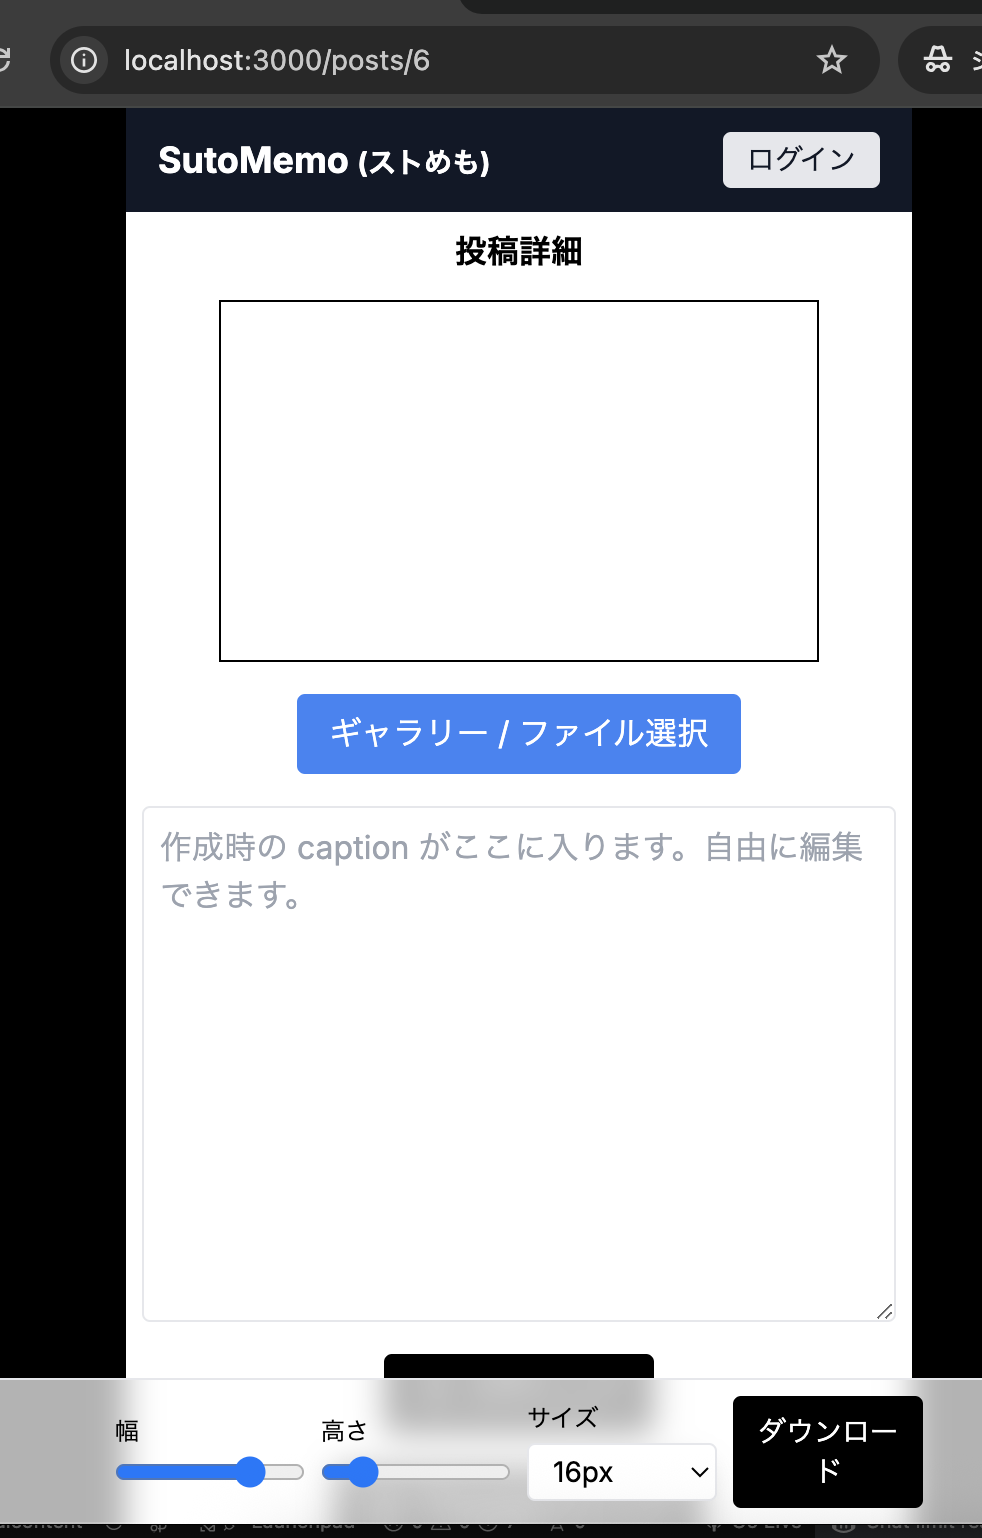 localhost:3000/posts/6
SutoMemo (ストめも)
ログイン
投稿詳細
ギャラリー / ファイル選択
作成時の caption がここに入ります。自由に編集
できます。
幅
高さ
サイズ
16px
ダウンロー
ド